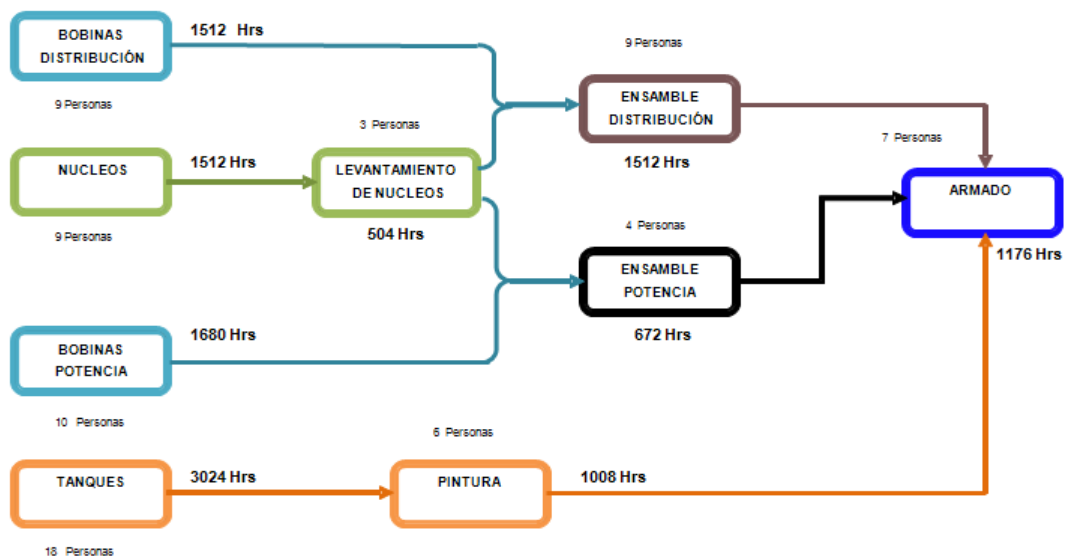 BOBINAS
DISTRIBUCIÓN
1512 Hrs
9 Personas
9 Personas
ENSAMBLE
DISTRIBUCIÓN
1512 Hrs
3 Personas
7 Personas
NUCLEOS
1512 Hrs
9 Personas
LEVANTAMIENTO
DE NUCLEOS
504 Hrs
ARMADO
1176 Hrs
4 Personas
ENSAMBLE
POTENCIA
672 Hrs
BOBINAS
POTENCIA
1680 Hrs
10 Personas
6 Personas
TANQUES
3024 Hrs
PINTURA
1008 Hrs
18 Personas